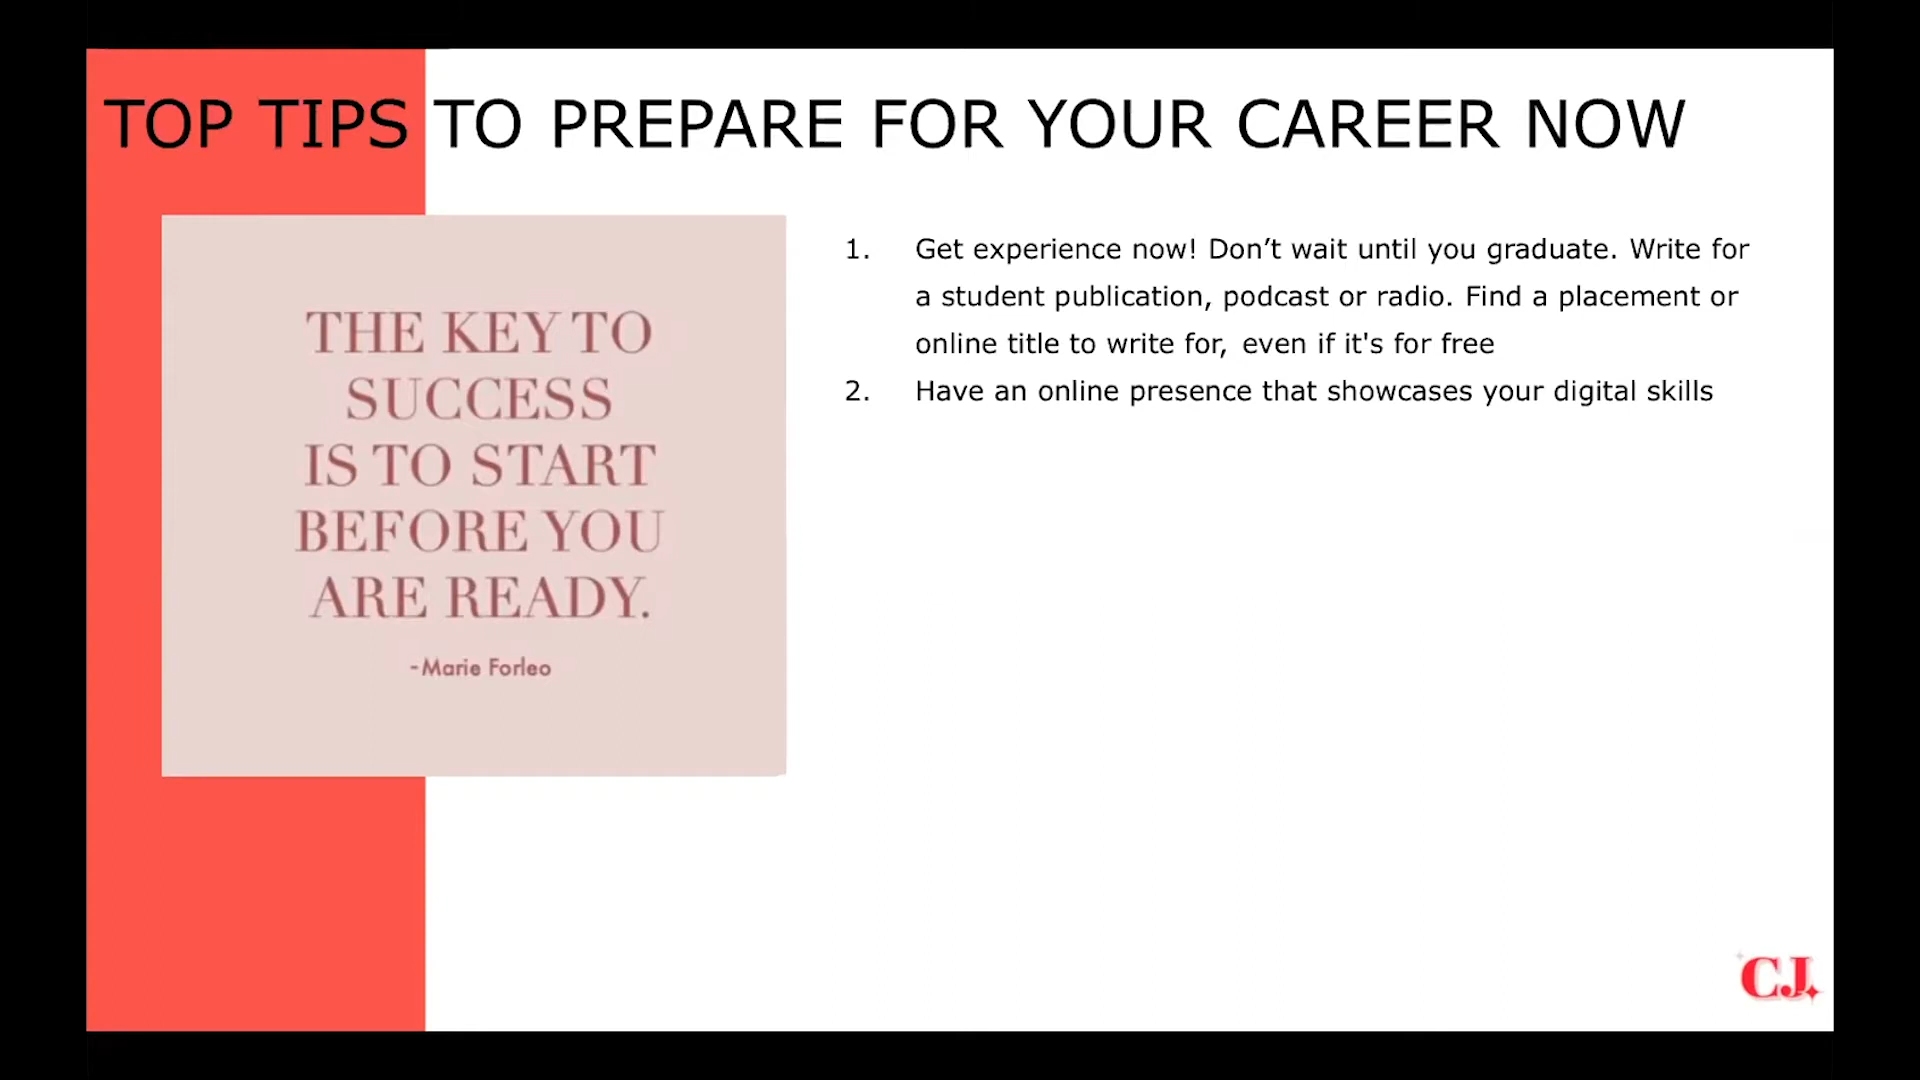 TOP TIPS TO PREPARE FOR YOUR CAREER NOW
THE KEY TO
SUCCESS
IS TO START
BEFORE YOU
ARE READY.
-Marie Forleo
1. Get experience now! Don’t wait until you graduate. Write for
a student publication, podcast or radio. Find a placement or
online title to write for, even if it's for free
2. Have an online presence that showcases your digital skills
CJ.